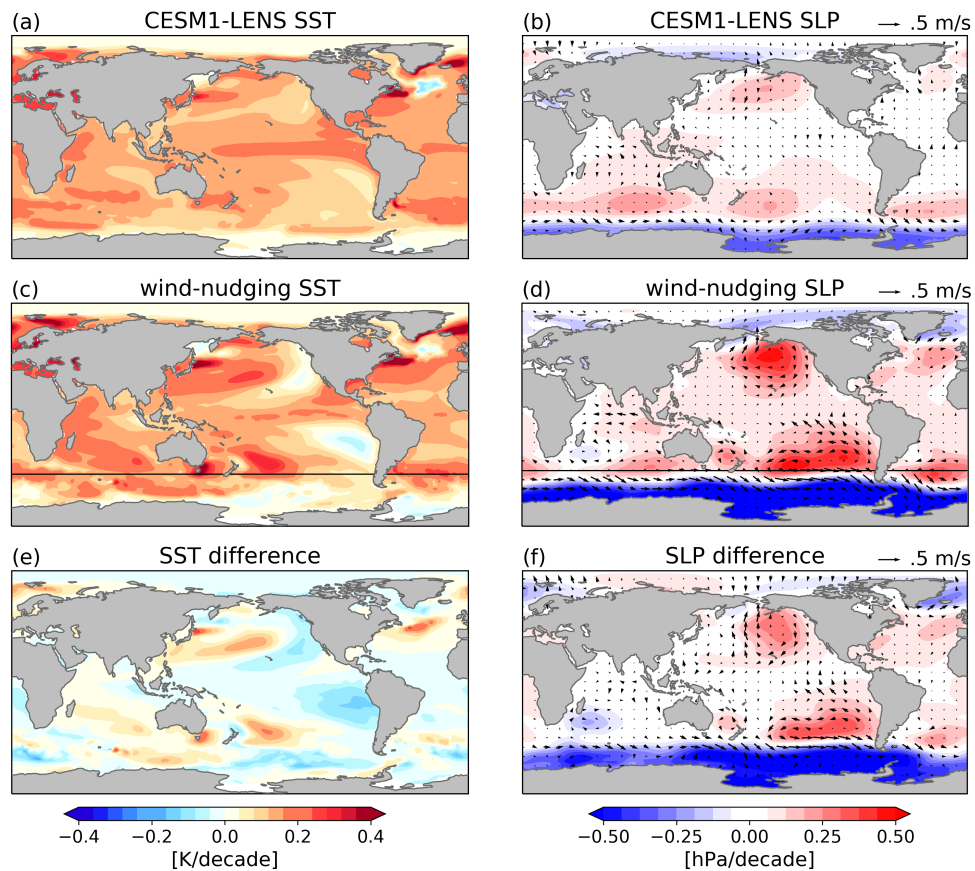 (a) CESM1-LENS SST
(b) CESM1-LENS SLP .5 m/s
(c) wind-nudging SST
(d) wind-nudging SLP .5 m/s
(e) SST difference
(f) SLP difference .5 m/s
−0.4 −0.2 0.0 0.2 0.4
[K/decade]
−0.50 −0.25 0.00 0.25 0.50
[hPa/decade]